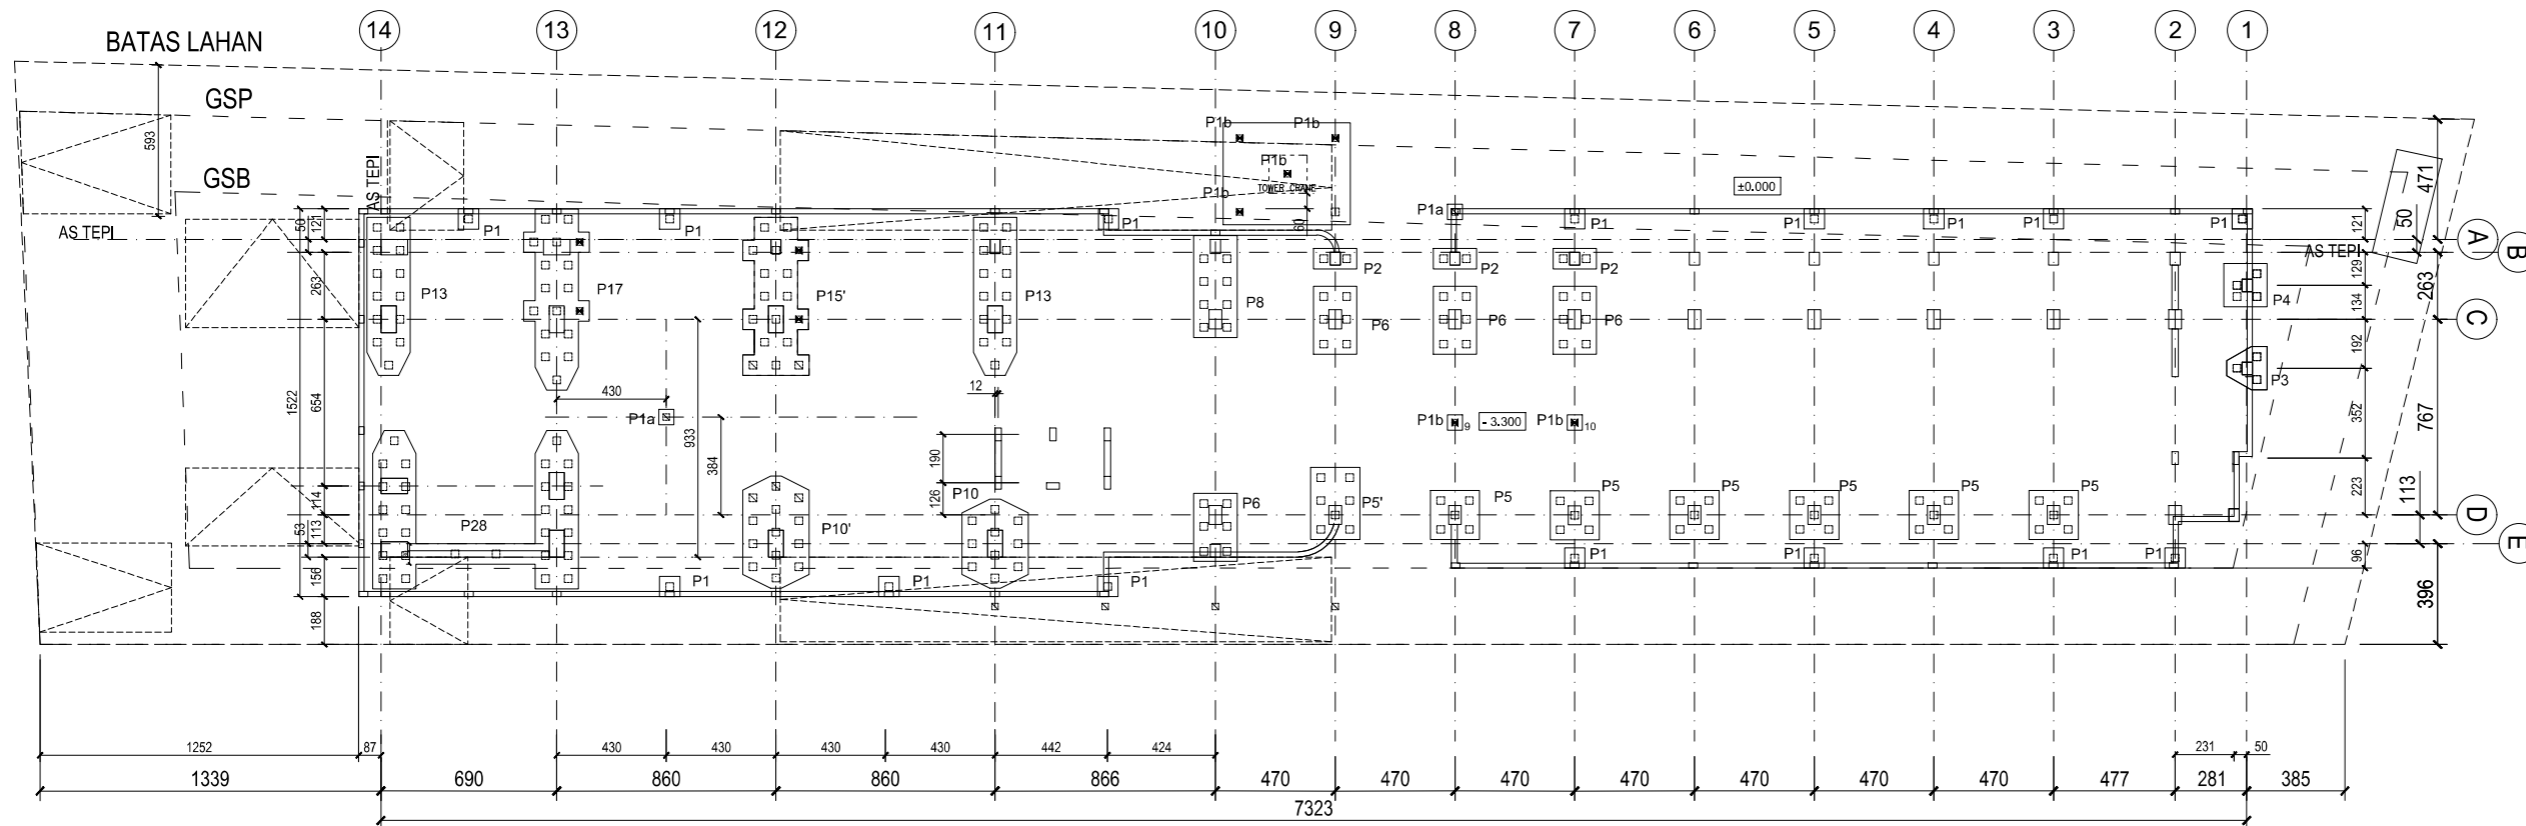 14
13
12
11
10
9
8
7
6
5
4
3
2
1
BATAS LAHAN
GSP
GSB
AS TEPI
AS TEPI
593
P1b
P1b
P1b
P1b
TOWER CRANE
60
±0.000
471
50
121
A
B
AS TEPI
50
121
P1
P1
P1
P1a
P1
P1
P1
P1
P1
263
P13
P17
P15'
P13
P8
P2
P2
P2
P6
P6
P6
P4
129
134
263
C
192
P3
430
12
P1a
1522
654
933
384
190
126
P1b
9
- 3.300
P1b
10
352
767
223
113
114
113
53
156
188
P28
P10'
P10
P6
P5'
P5
P5
P5
P5
P5
P5
D
E
96
396
P1
P1
P1
P1
P1
P1
P1
1252
87
430
430
430
430
442
424
231
50
1339
690
860
860
866
470
470
470
470
470
470
470
477
281
385
7323